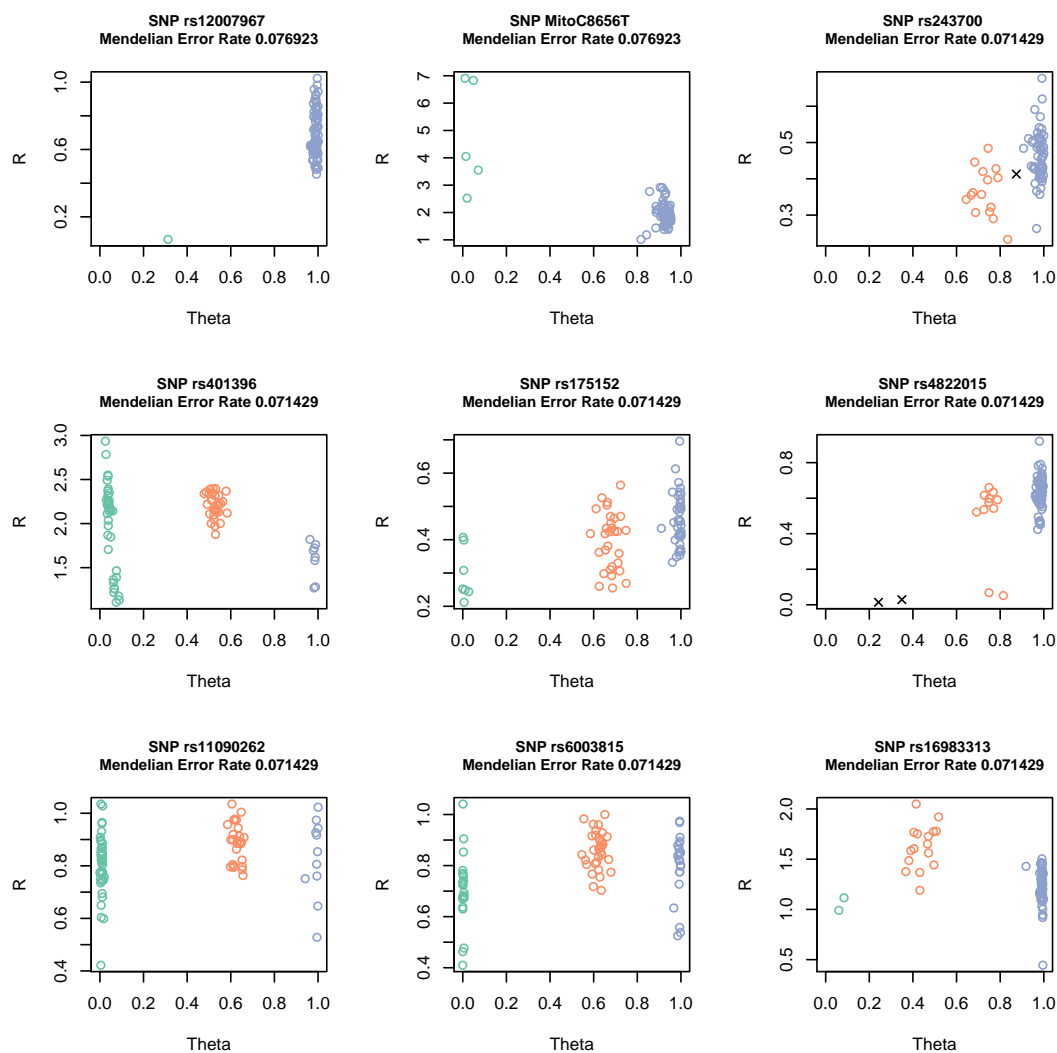 SNP rs12007967
Mendelian Error Rate 0.076923
R
0.2
0.6
1.0
0.0 0.2 0.4 0.6 0.8 1.0
Theta
SNP MitoC8656T
Mendelian Error Rate 0.076923
R
1
2
3
4
5
6
7
0.0 0.2 0.4 0.6 0.8 1.0
Theta
SNP rs243700
Mendelian Error Rate 0.071429
R
0.3
0.5
0.0 0.2 0.4 0.6 0.8 1.0
Theta
SNP rs401396
Mendelian Error Rate 0.071429
R
1.5
2.0
2.5
3.0
0.0 0.2 0.4 0.6 0.8 1.0
Theta
SNP rs175152
Mendelian Error Rate 0.071429
R
0.2
0.4
0.6
0.0 0.2 0.4 0.6 0.8 1.0
Theta
SNP rs4822015
Mendelian Error Rate 0.071429
R
0.0
0.4
0.8
0.0 0.2 0.4 0.6 0.8 1.0
Theta
SNP rs11090262
Mendelian Error Rate 0.071429
R
0.4
0.6
0.8
1.0
0.0 0.2 0.4 0.6 0.8 1.0
Theta
SNP rs6003815
Mendelian Error Rate 0.071429
R
0.4
0.6
0.8
1.0
0.0 0.2 0.4 0.6 0.8 1.0
Theta
SNP rs16983313
Mendelian Error Rate 0.071429
R
0.5
1.0
1.5
2.0
0.0 0.2 0.4 0.6 0.8 1.0
Theta